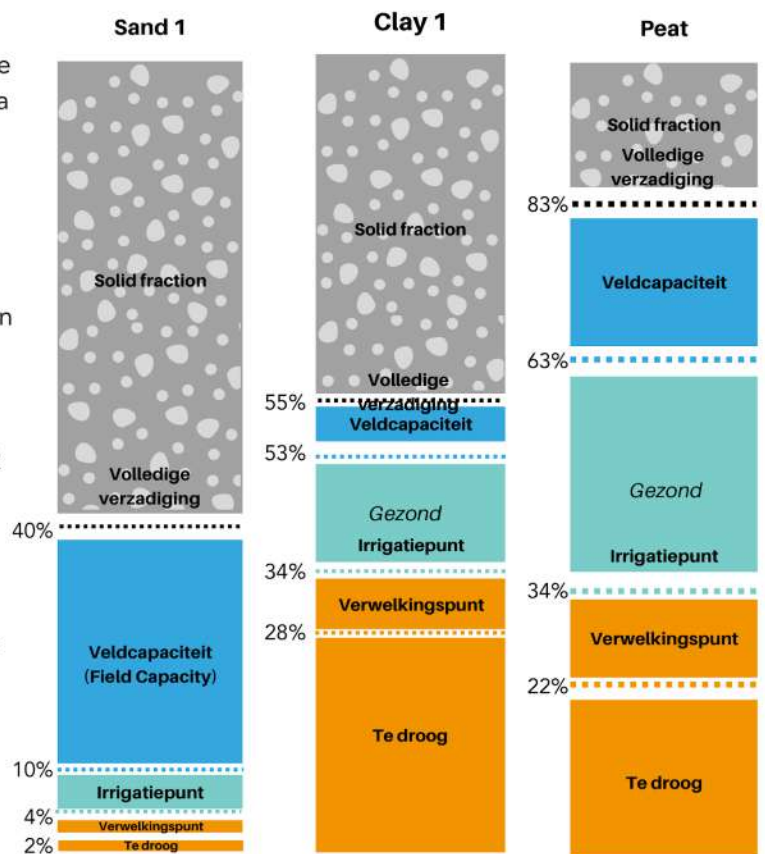 Sand 1
Solid fraction
Volledige
verzadiging
40%
Veldcapaciteit
(Field Capacity)
10%
Irrigatiepunt
4%
Verwelkingspunt
2%
Te droog
Clay 1
Solid fraction
Volledige
verzadiging
55%
Veldcapaciteit
53%
Gezond
Irrigatiepunt
34%
Verwelkingspunt
28%
Te droog
Peat
Solid fraction
Volledige
verzadiging
83%
Veldcapaciteit
63%
Gezond
Irrigatiepunt
34%
Verwelkingspunt
22%
Te droog